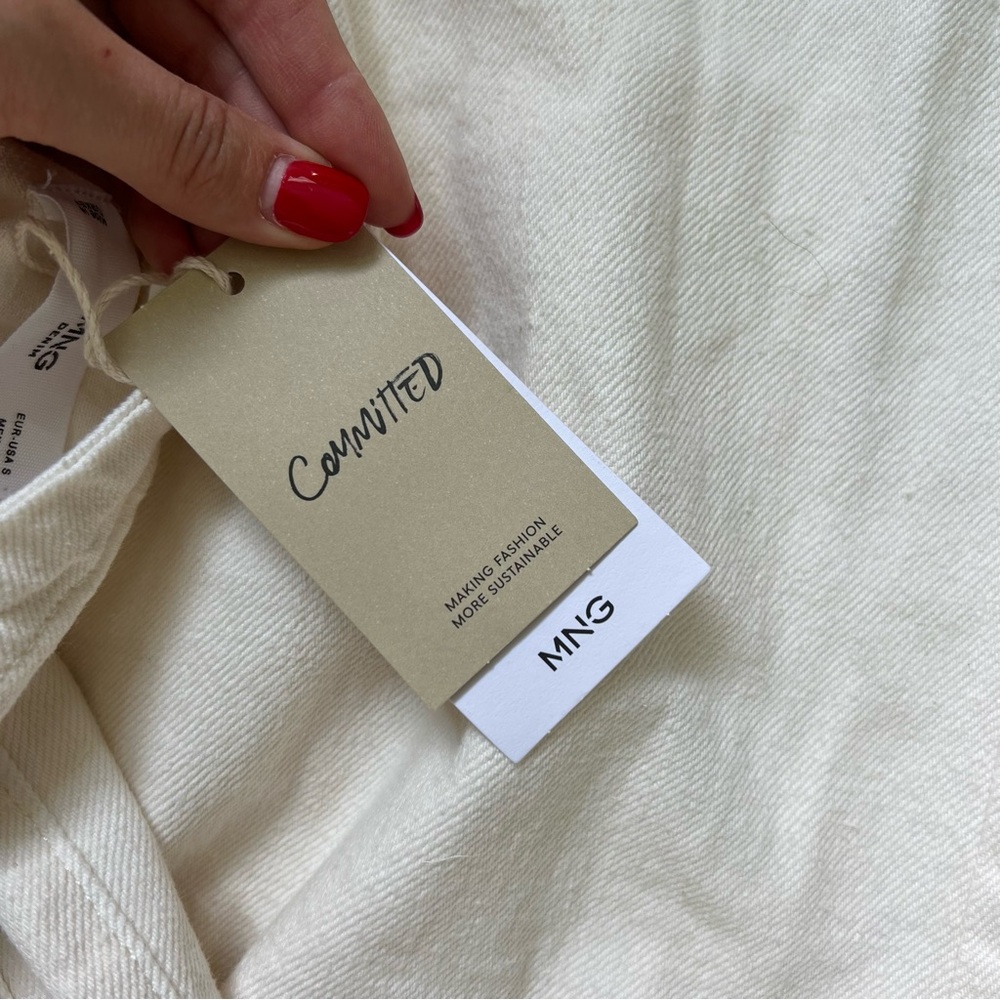 COMMITTED
MAKING FASHION
MORE SUSTAINABLE
MNG
MNG
DENIM
EUR-USA S